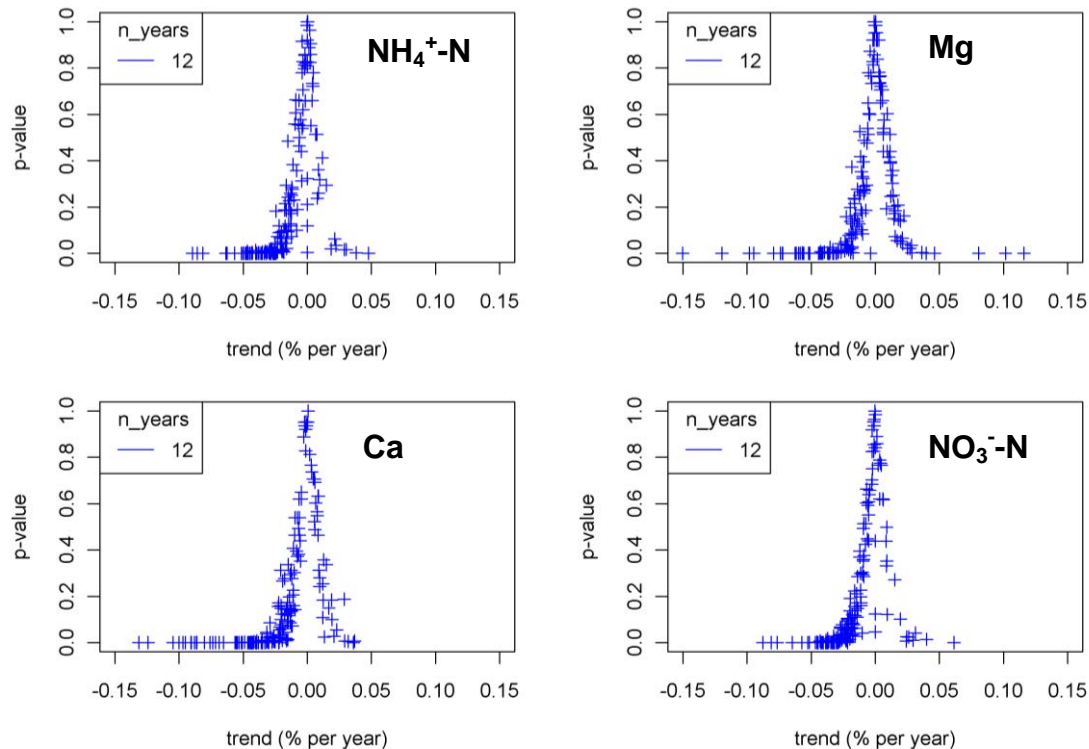 n_years
12
NH₄⁺-N
p-value
0.0 0.2 0.4 0.6 0.8 1.0
-0.15 -0.10 -0.05 0.00 0.05 0.10 0.15
trend (% per year)
n_years
12
Mg
p-value
0.0 0.2 0.4 0.6 0.8 1.0
-0.15 -0.10 -0.05 0.00 0.05 0.10 0.15
trend (% per year)
n_years
12
Ca
p-value
0.0 0.2 0.4 0.6 0.8 1.0
-0.15 -0.10 -0.05 0.00 0.05 0.10 0.15
trend (% per year)
n_years
12
NO₃⁻-N
p-value
0.0 0.2 0.4 0.6 0.8 1.0
-0.15 -0.10 -0.05 0.00 0.05 0.10 0.15
trend (% per year)